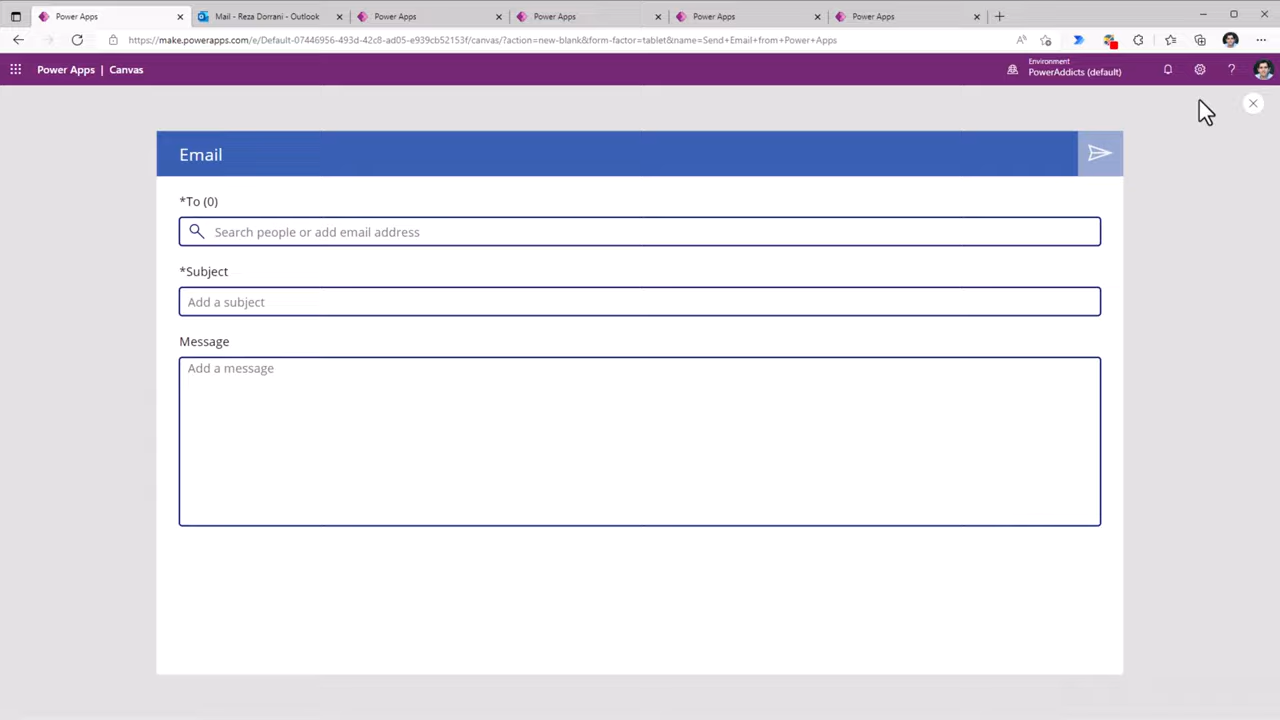 Power Apps
Mail - Reza Dorrani - Outlook
Power Apps
Power Apps
Power Apps
Power Apps
https://make.powerapps.com/e/Default-07446956-493d-42c8-ad05-e939cb52153f/canvas/?action=new-blank&form-factor=tablet&name=Send+Email+from+Power+Apps
Power Apps | Canvas
Environment
PowerAddicts (default)
Email
*To (0)
Search people or add email address
*Subject
Add a subject
Message
Add a message